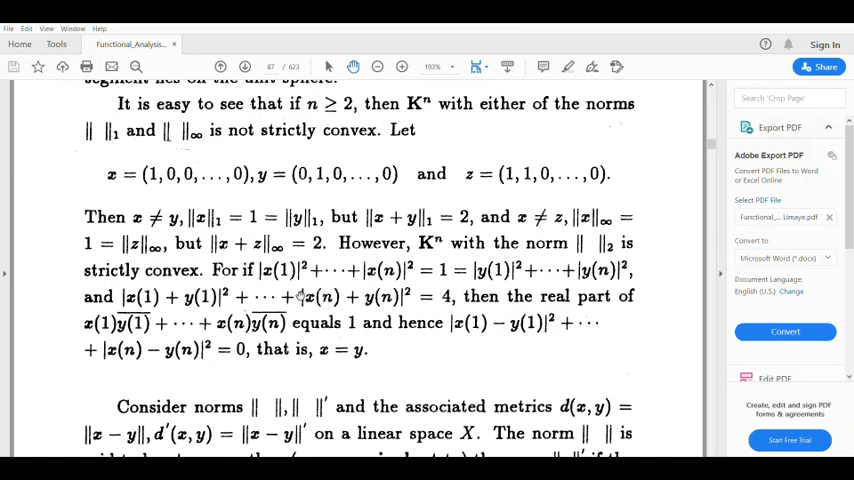 File Edit View Window Help
Home Tools Functional_Analysis_ × Sign In
87 / 623 193% Share
segment lies on the unit sphere.
It is easy to see that if n ≥ 2, then Kⁿ with either of the norms
‖ ‖₁ and ‖ ‖∞ is not strictly convex. Let
x = (1, 0, 0, . . . , 0), y = (0, 1, 0, . . . , 0) and z = (1, 1, 0, . . . , 0).
Then x ≠ y, ‖x‖₁ = 1 = ‖y‖₁, but ‖x + y‖₁ = 2, and x ≠ z, ‖x‖∞ =
1 = ‖z‖∞, but ‖x + z‖∞ = 2. However, Kⁿ with the norm ‖ ‖₂ is
strictly convex. For if |x(1)|² + ··· + |x(n)|² = 1 = |y(1)|² + ··· + |y(n)|²,
and |x(1) + y(1)|² + ··· + |x(n) + y(n)|² = 4, then the real part of
x(1)y̅(̅1̅)̅ + ··· + x(n)y̅(̅n̅)̅ equals 1 and hence |x(1) − y(1)|² + ···
+ |x(n) − y(n)|² = 0, that is, x = y.
Consider norms ‖ ‖, ‖ ‖′ and the associated metrics d(x, y) =
‖x − y‖, d′(x, y) = ‖x − y‖′ on a linear space X. The norm ‖ ‖ is
Search 'Crop Page'
Export PDF
Adobe Export PDF
Convert PDF Files to Word
or Excel Online
Select PDF File
Functional_... Limaye.pdf ×
Convert to
Microsoft Word (*.docx)
Document Language:
English (U.S.) Change
Convert
Edit PDF
Create, edit and sign PDF
forms & agreements
Start Free Trial